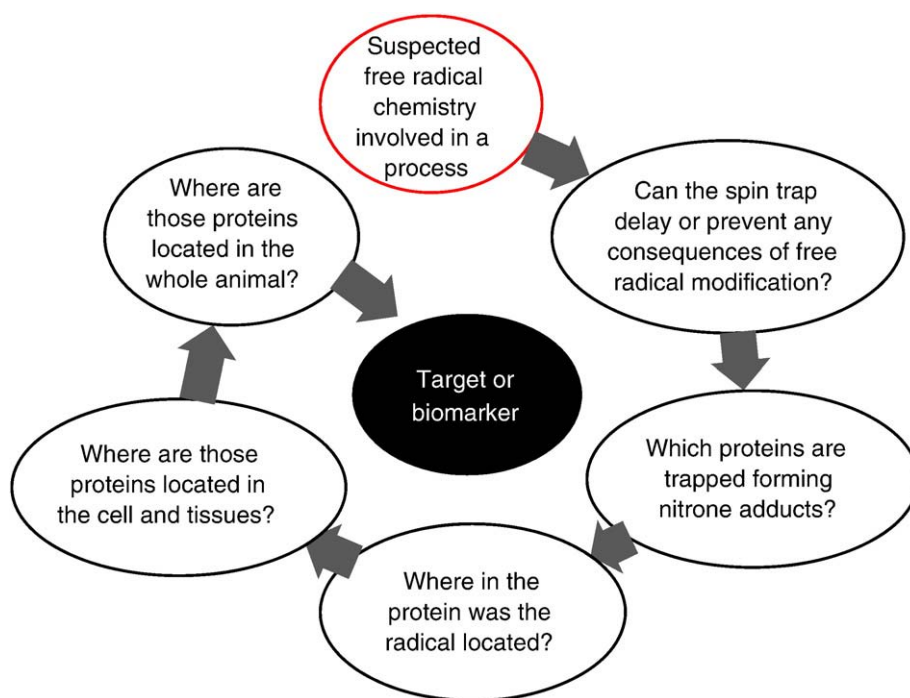 Suspected
free radical
chemistry
involved in a
process
Can the spin trap
delay or prevent any
consequences of free
radical modification?
Which proteins are
trapped forming
nitrone adducts?
Where in the
protein was the
radical located?
Where are those
proteins located in
the cell and tissues?
Where are
those proteins
located in the
whole animal?
Target or
biomarker